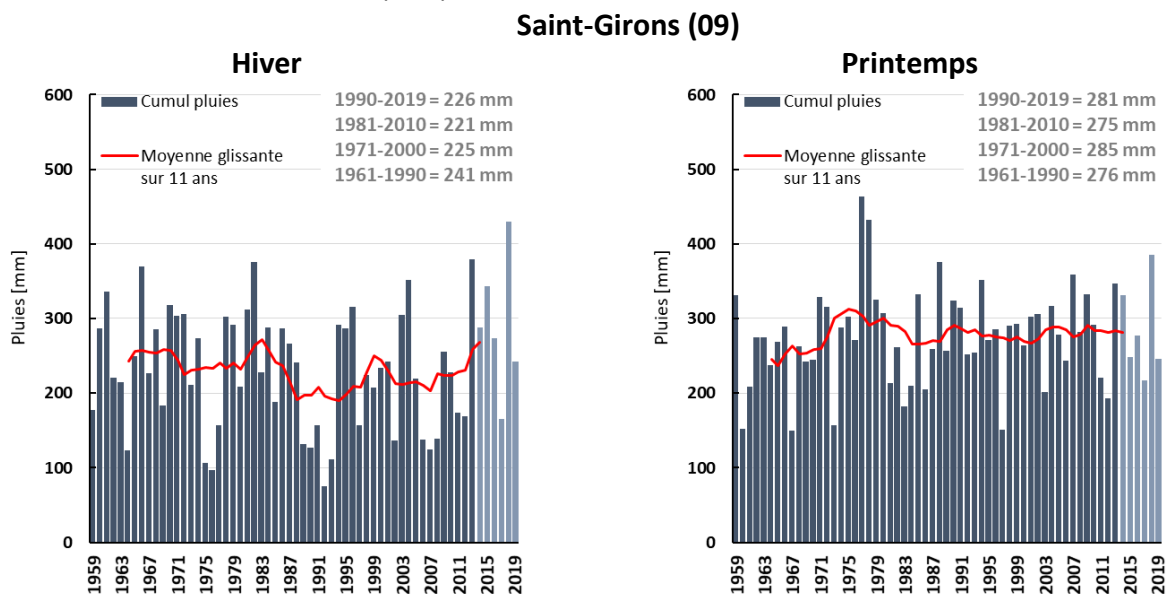 Saint-Girons (09)
Hiver
600
500
400
300
200
100
0
Pluies [mm]
Cumul pluies
Moyenne glissante
sur 11 ans
1990-2019 = 226 mm
1981-2010 = 221 mm
1971-2000 = 225 mm
1961-1990 = 241 mm
1959
1963
1967
1971
1975
1979
1983
1987
1991
1995
1999
2003
2007
2011
2015
2019
Printemps
600
500
400
300
200
100
0
Pluies [mm]
Cumul pluies
Moyenne glissante
sur 11 ans
1990-2019 = 281 mm
1981-2010 = 275 mm
1971-2000 = 285 mm
1961-1990 = 276 mm
1959
1963
1967
1971
1975
1979
1983
1987
1991
1995
1999
2003
2007
2011
2015
2019